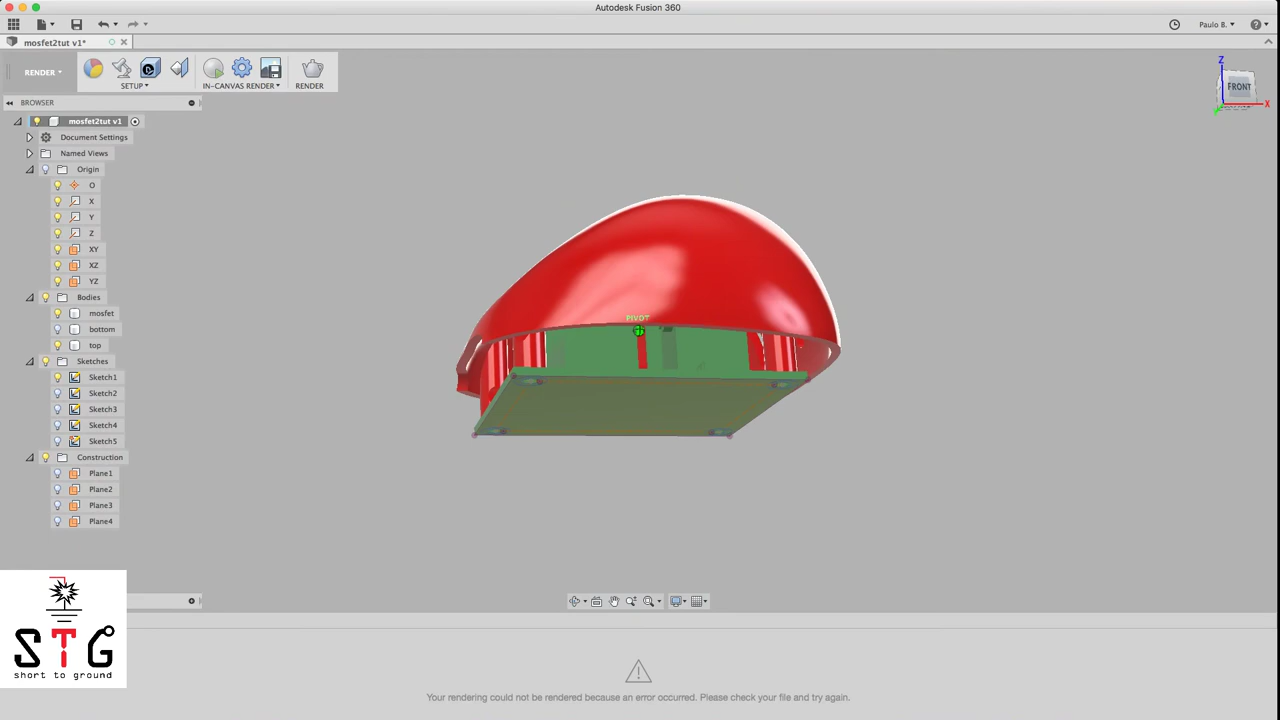 Autodesk Fusion 360
Paulo B.
mosfet2tut v1*
RENDER
SETUP
IN-CANVAS RENDER
RENDER
BROWSER
mosfet2tut v1
Document Settings
Named Views
Origin
O
X
Y
Z
XY
XZ
YZ
Bodies
mosfet
bottom
top
Sketches
Sketch1
Sketch2
Sketch3
Sketch4
Sketch5
Construction
Plane1
Plane2
Plane3
Plane4
Z
FRONT
X
PIVOT
STG
short to ground
Your rendering could not be rendered because an error occurred. Please check your file and try again.